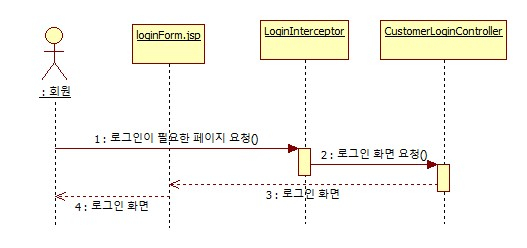 loginForm.jsp
LoginInterceptor
CustomerLoginController
: 회원
1 : 로그인이 필요한 페이지 요청()
2 : 로그인 화면 요청()
3 : 로그인 화면
4 : 로그인 화면